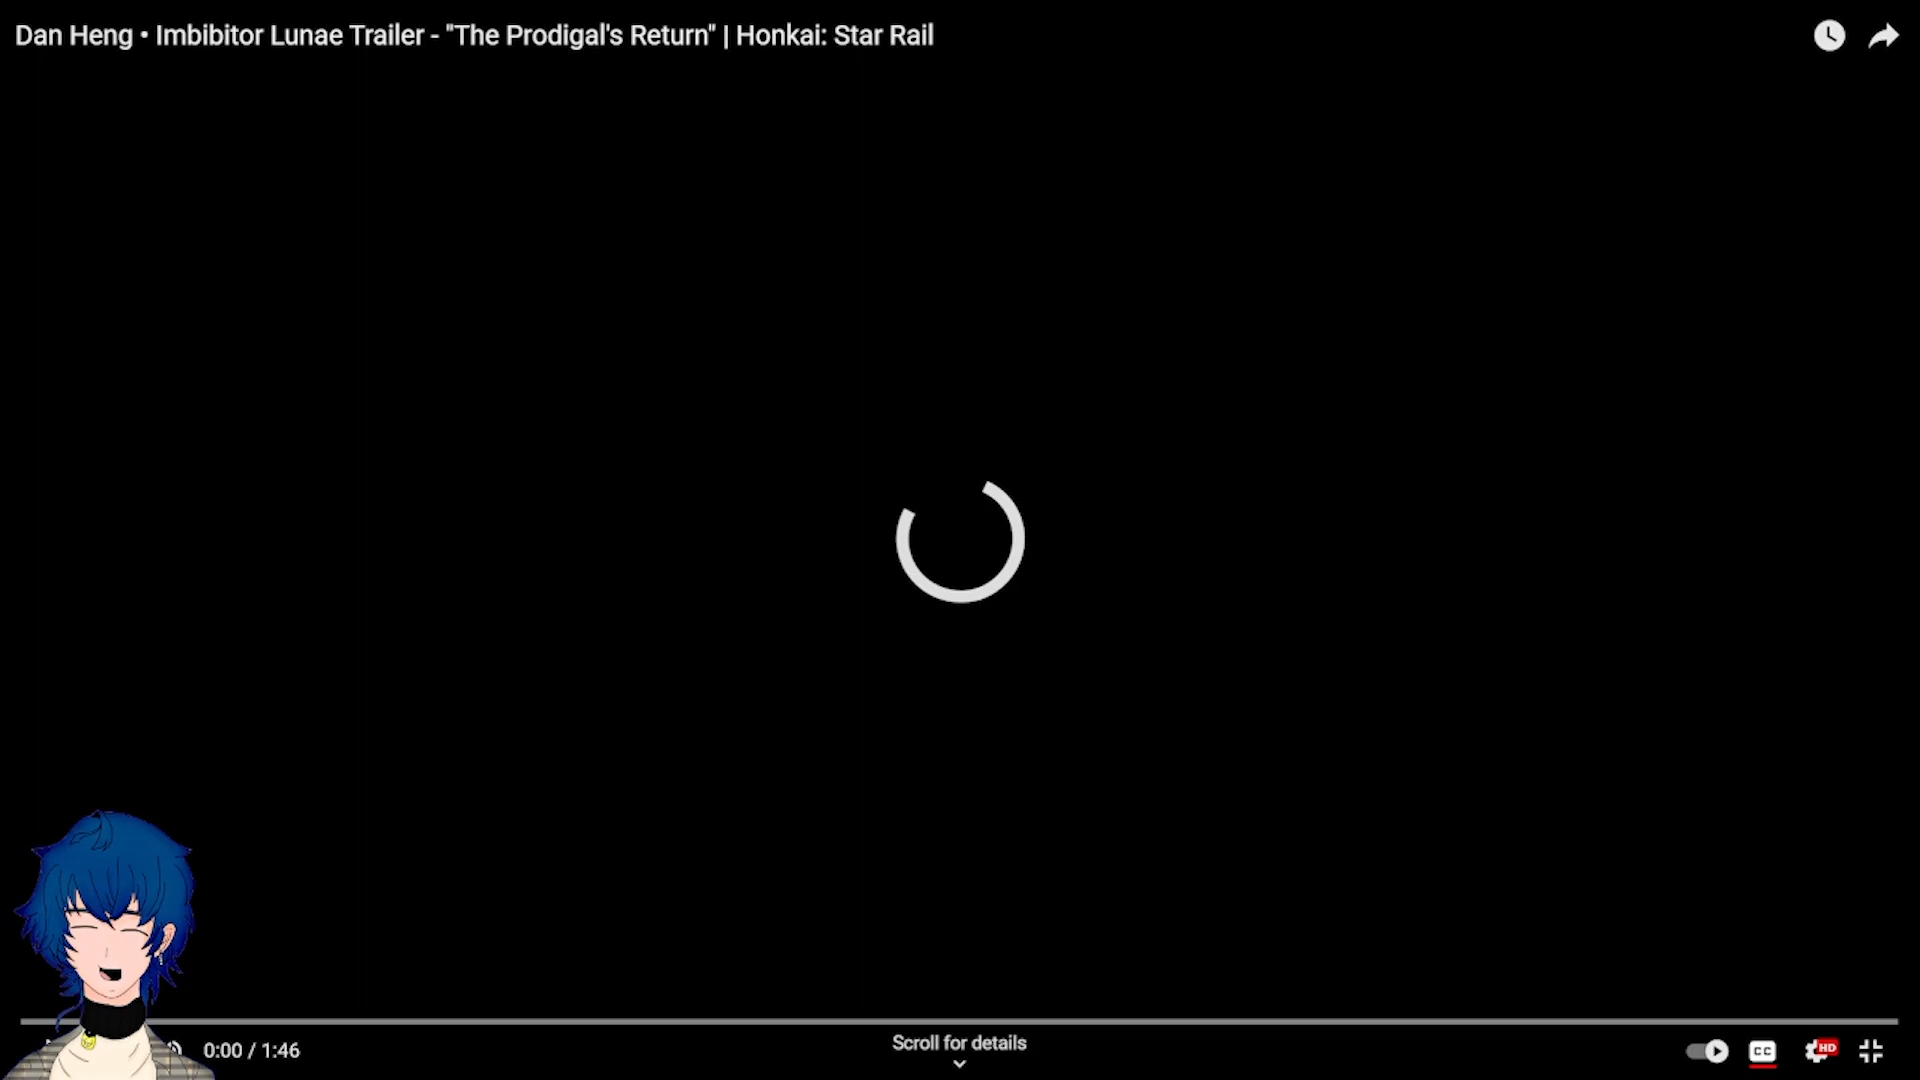 Dan Heng • Imbibitor Lunae Trailer - "The Prodigal's Return" | Honkai: Star Rail
0:00 / 1:46
Scroll for details
CC
HD